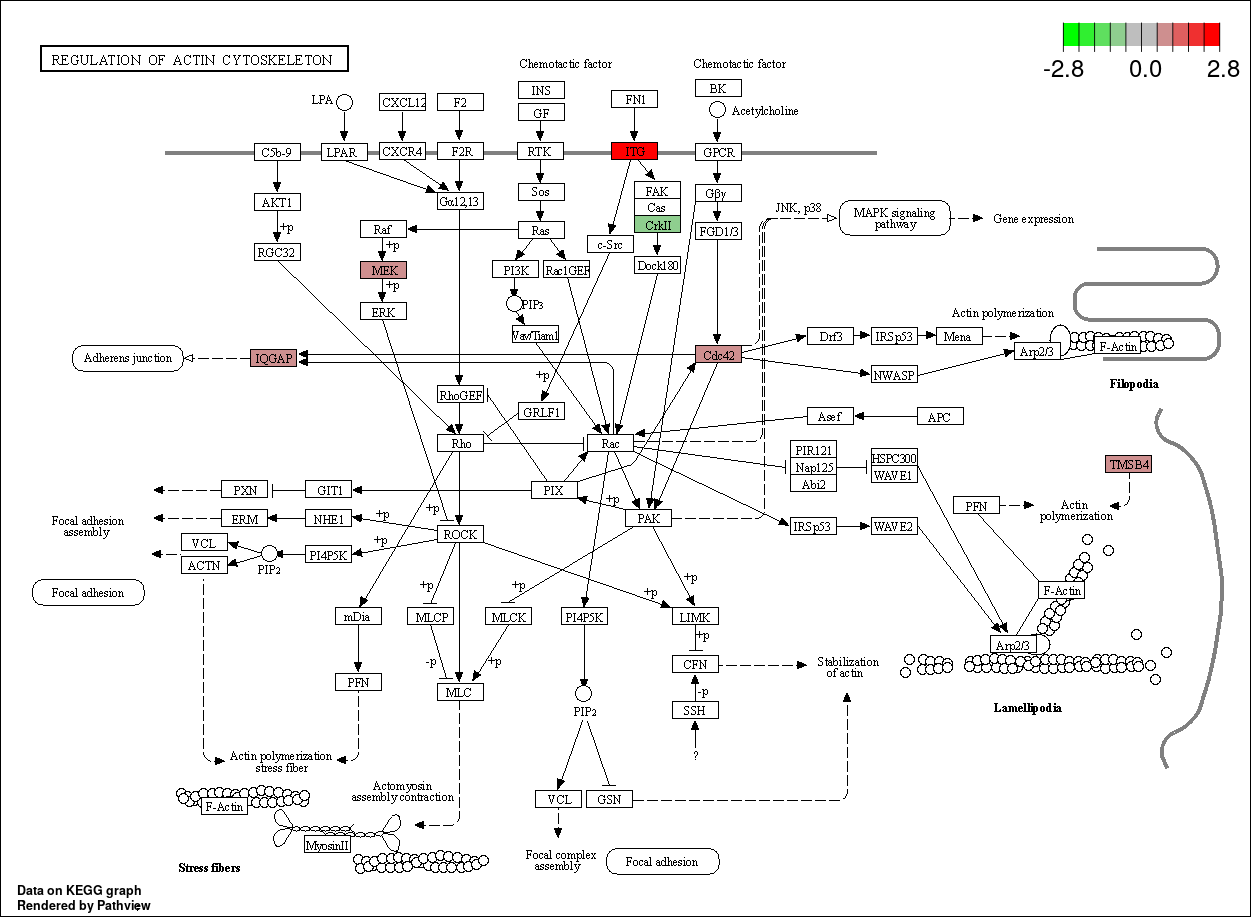 REGULATION OF ACTIN CYTOSKELETON
-2.8 0.0 2.8
Chemotactic factor
Chemotactic factor
LPA
CXCL12
F2
INS
GF
FN1
BK
Acetylcholine
C5b-9
LPAR
CXCR4
F2R
RTK
ITG
GPCR
AKT1
Gα12,13
Sos
FAK
Cas
CrkII
Gβγ
+p
Raf
Ras
c-Src
FGD1/3
JNK, p38
MAPK signaling
pathway
Gene expression
RGC32
+p
MEK
PI3K
Rac1GEF
Dock180
+p
ERK
PIP3
Vav/Tiam1
Actin polymerization
Drf3
IRSp53
Mena
Arp2/3
F-Actin
Adherens junction
IQGAP
Cdc42
NWASP
Filopodia
+p
RhoGEF
GRLF1
Asef
APC
Rho
Rac
PIR121
Nap125
Abi2
HSPC300
WAVE1
TMSB4
PXN
GIT1
PIX
+p
PFN
Actin
polymerization
Focal adhesion
assembly
ERM
NHE1
+p
+p
ROCK
PAK
IRSp53
WAVE2
VCL
ACTN
PIP2
PI4P5K
+p
Focal adhesion
+p
+p
+p
+p
F-Actin
mDia
MLCP
MLCK
PI4P5K
LIMK
+p
Arp2/3
-p
+p
CFN
Stabilization
of actin
PFN
MLC
-p
PIP2
SSH
Lamellipodia
?
Actin polymerization
stress fiber
Actomyosin
assembly contraction
F-Actin
VCL
GSN
MyosinII
Stress fibers
Focal complex
assembly
Focal adhesion
Data on KEGG graph
Rendered by Pathview